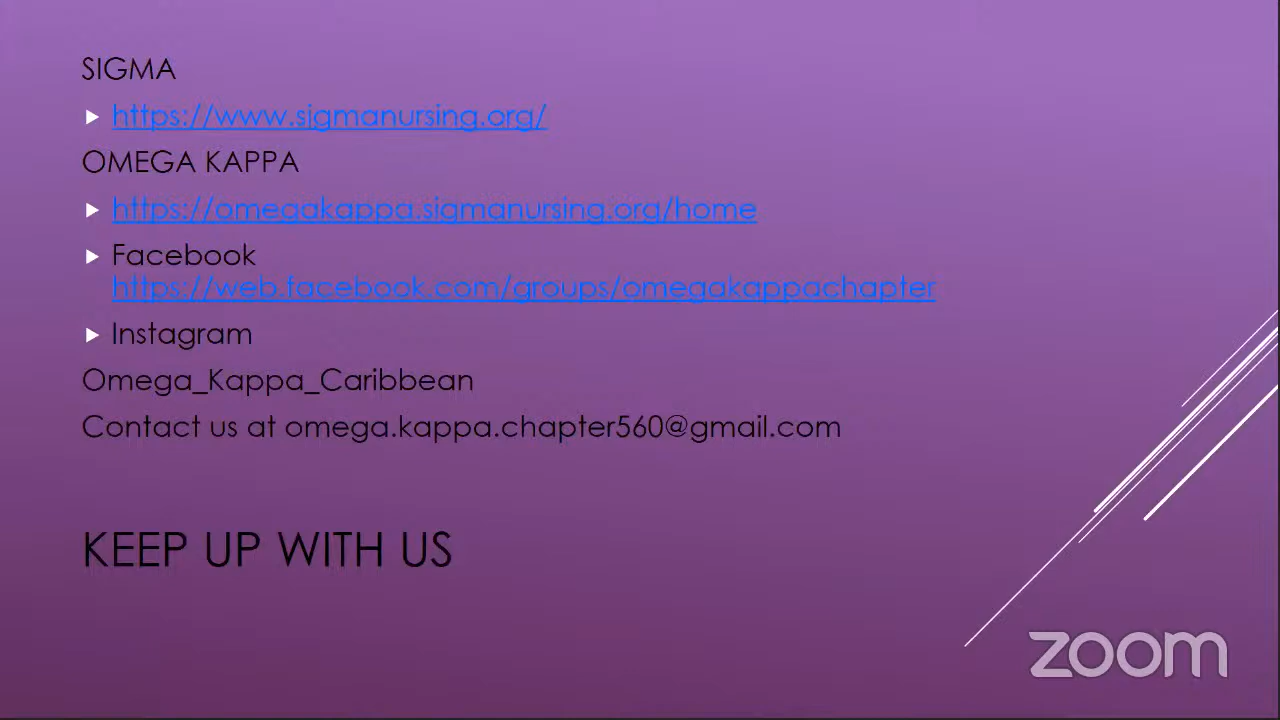 SIGMA
https://www.sigmanursing.org/
OMEGA KAPPA
https://omegakappa.sigmanursing.org/home
Facebook
https://web.facebook.com/groups/omegakappachapter
Instagram
Omega_Kappa_Caribbean
Contact us at omega.kappa.chapter560@gmail.com
KEEP UP WITH US
zoom